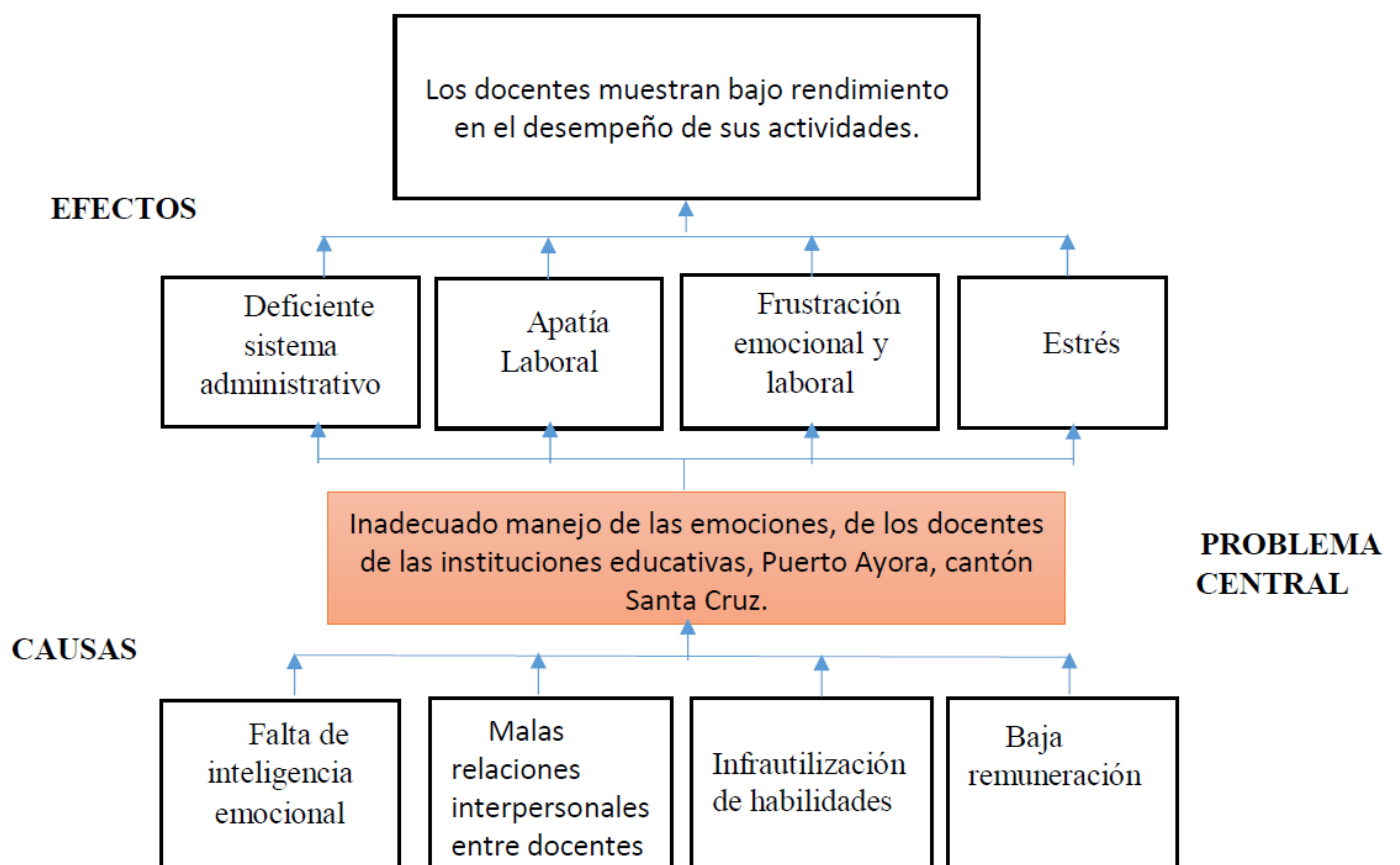 Los docentes muestran bajo rendimiento
en el desempeño de sus actividades.
EFECTOS
Deficiente
sistema
administrativo
Apatía
Laboral
Frustración
emocional y
laboral
Estrés
Inadecuado manejo de las emociones, de los docentes
de las instituciones educativas, Puerto Ayora, cantón
Santa Cruz.
PROBLEMA
CENTRAL
CAUSAS
Falta de
inteligencia
emocional
Malas
relaciones
interpersonales
entre docentes
Infrautilización
de habilidades
Baja
remuneración